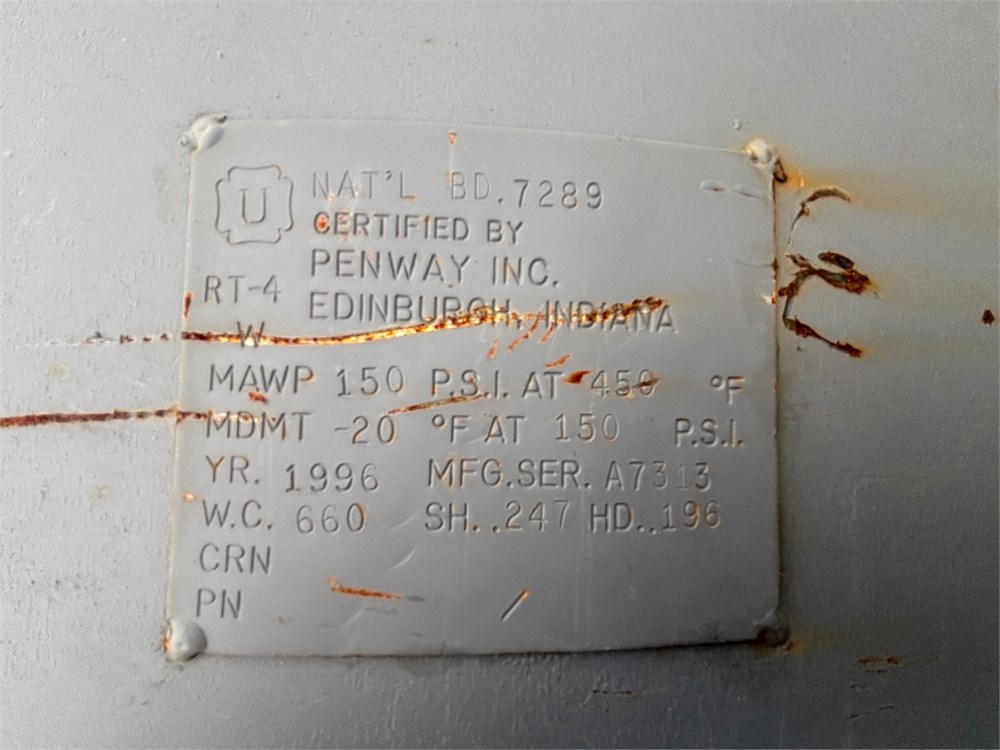 U
NAT'L BD. 7289
CERTIFIED BY
PENWAY INC.
RT-4
EDINBURGH, INDIANA
W
MAWP 150 P.S.I. AT 450 °F
MDMT -20 °F AT 150 P.S.I.
YR. 1996 MFG.SER. A7313
W.C. 660 SH..247 HD..196
CRN
PN